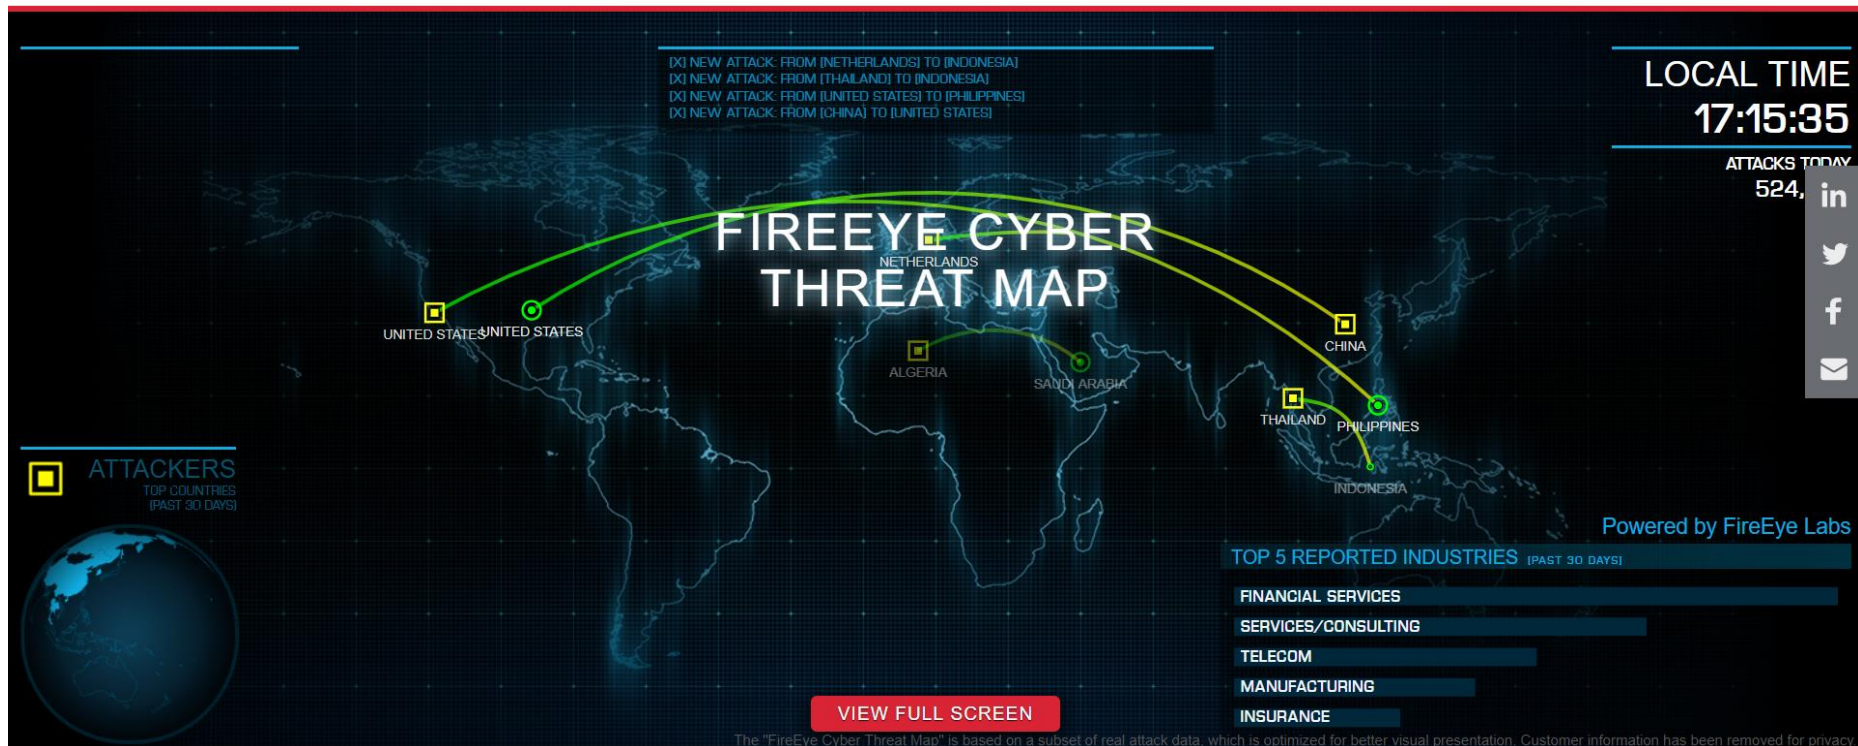 [X] NEW ATTACK: FROM [NETHERLANDS] TO [INDONESIA]
[X] NEW ATTACK: FROM [THAILAND] TO [INDONESIA]
[X] NEW ATTACK: FROM [UNITED STATES] TO [PHILIPPINES]
[X] NEW ATTACK: FROM [CHINA] TO [UNITED STATES]
LOCAL TIME
17:15:35
ATTACKS TODAY
524,
in
f
FIREEYE CYBER
THREAT MAP
NETHERLANDS
UNITED STATES
UNITED STATES
CHINA
ALGERIA
SAUDI ARABIA
THAILAND
PHILIPPINES
INDONESIA
ATTACKERS
TOP COUNTRIES
[PAST 30 DAYS]
Powered by FireEye Labs
TOP 5 REPORTED INDUSTRIES [PAST 30 DAYS]
FINANCIAL SERVICES
SERVICES/CONSULTING
TELECOM
MANUFACTURING
INSURANCE
VIEW FULL SCREEN
The "FireEye Cyber Threat Map" is based on a subset of real attack data, which is optimized for better visual presentation. Customer information has been removed for privacy